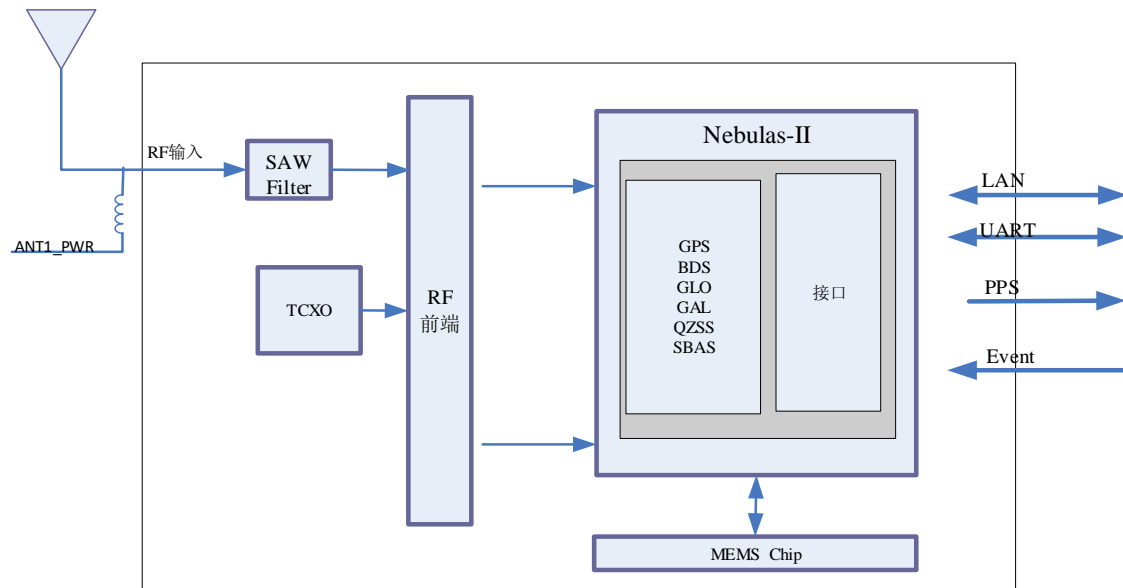 RF输入
ANT1_PWR
SAW
Filter
TCXO
RF
前端
Nebulas-II
GPS
BDS
GLO
GAL
QZSS
SBAS
接口
LAN
UART
PPS
Event
MEMS Chip